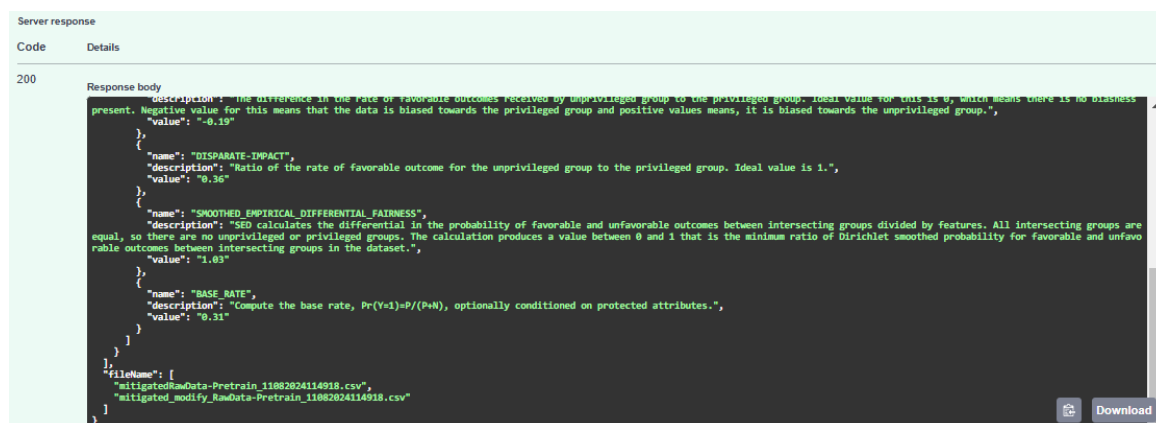 Server response
Code Details
200
Response body
"description": "The difference in the rate of favorable outcomes received by unprivileged group to the privileged group. Ideal value for this is 0, which means there is no biasness
present. Negative value for this means that the data is biased towards the privileged group and positive values means, it is biased towards the unprivileged group.",
"value": "-0.19"
},
{
"name": "DISPARATE-IMPACT",
"description": "Ratio of the rate of favorable outcome for the unprivileged group to the privileged group. Ideal value is 1.",
"value": "0.36"
},
{
"name": "SMOOTHED_EMPIRICAL_DIFFERENTIAL_FAIRNESS",
"description": "SED calculates the differential in the probability of favorable and unfavorable outcomes between intersecting groups divided by features. All intersecting groups are
equal, so there are no unprivileged or privileged groups. The calculation produces a value between 0 and 1 that is the minimum ratio of Dirichlet smoothed probability for favorable and unfavo
rable outcomes between intersecting groups in the dataset.",
"value": "1.03"
},
{
"name": "BASE_RATE",
"description": "Compute the base rate, Pr(Y=1)=P/(P+N), optionally conditioned on protected attributes.",
"value": "0.31"
}
]
}
],
"fileName": [
"mitigatedRawData-Pretrain_11082024114918.csv",
"mitigated_modify_RawData-Pretrain_11082024114918.csv"
]
}
Download